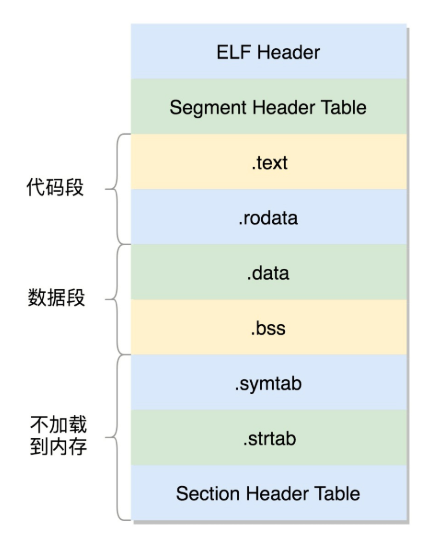 ELF Header
Segment Header Table
代码段
.text
.rodata
数据段
.data
.bss
不加载
到内存
.symtab
.strtab
Section Header Table